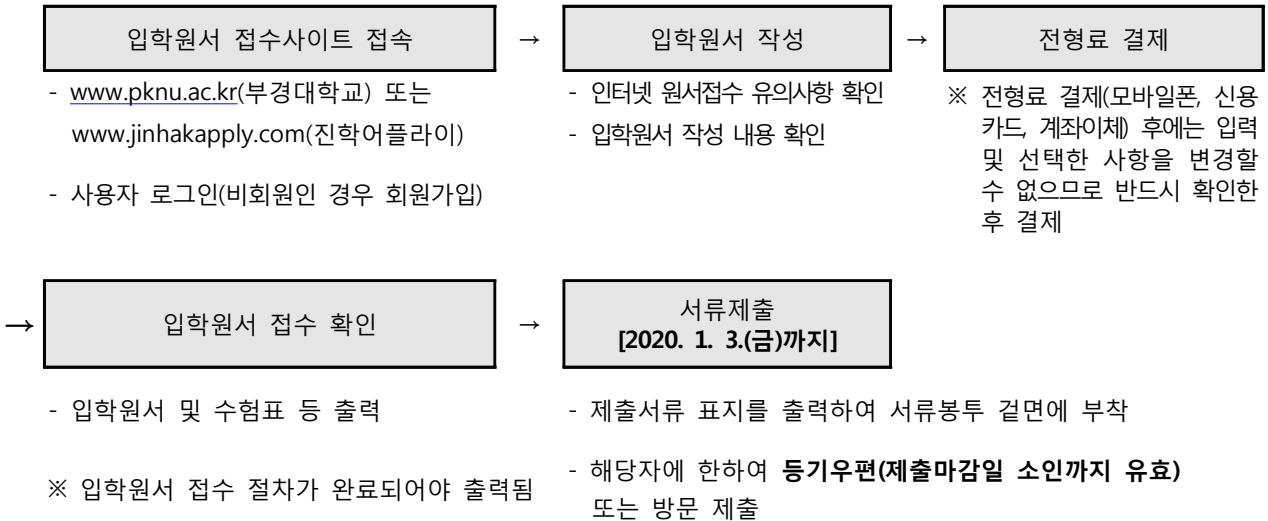 입학원서 접수사이트 접속 → 입학원서 작성 → 전형료 결제
- www.pknu.ac.kr(부경대학교) 또는
www.jinhakapply.com(진학어플라이)
- 사용자 로그인(비회원인 경우 회원가입)
- 인터넷 원서접수 유의사항 확인
- 입학원서 작성 내용 확인
※ 전형료 결제(모바일폰, 신용
카드, 계좌이체) 후에는 입력
및 선택한 사항을 변경할
수 없으므로 반드시 확인한
후 결제
→ 입학원서 접수 확인 → 서류제출
[2020. 1. 3.(금)까지]
- 입학원서 및 수험표 등 출력
※ 입학원서 접수 절차가 완료되어야 출력됨
- 제출서류 표지를 출력하여 서류봉투 겉면에 부착
- 해당자에 한하여 등기우편(제출마감일 소인까지 유효)
또는 방문 제출